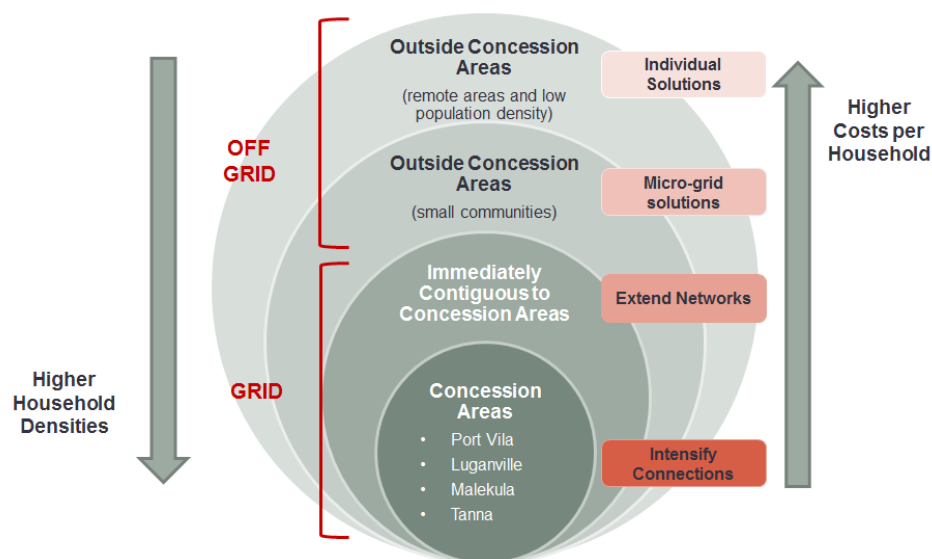 Outside Concession
Areas
(remote areas and low
population density)
Individual
Solutions
Higher
Costs per
Household
OFF
GRID
Outside Concession
Areas
(small communities)
Micro-grid
solutions
Immediately
Contiguous to
Concession Areas
Extend Networks
Higher
Household
Densities
GRID
Concession
Areas
• Port Vila
• Luganville
• Malekula
• Tanna
Intensify
Connections